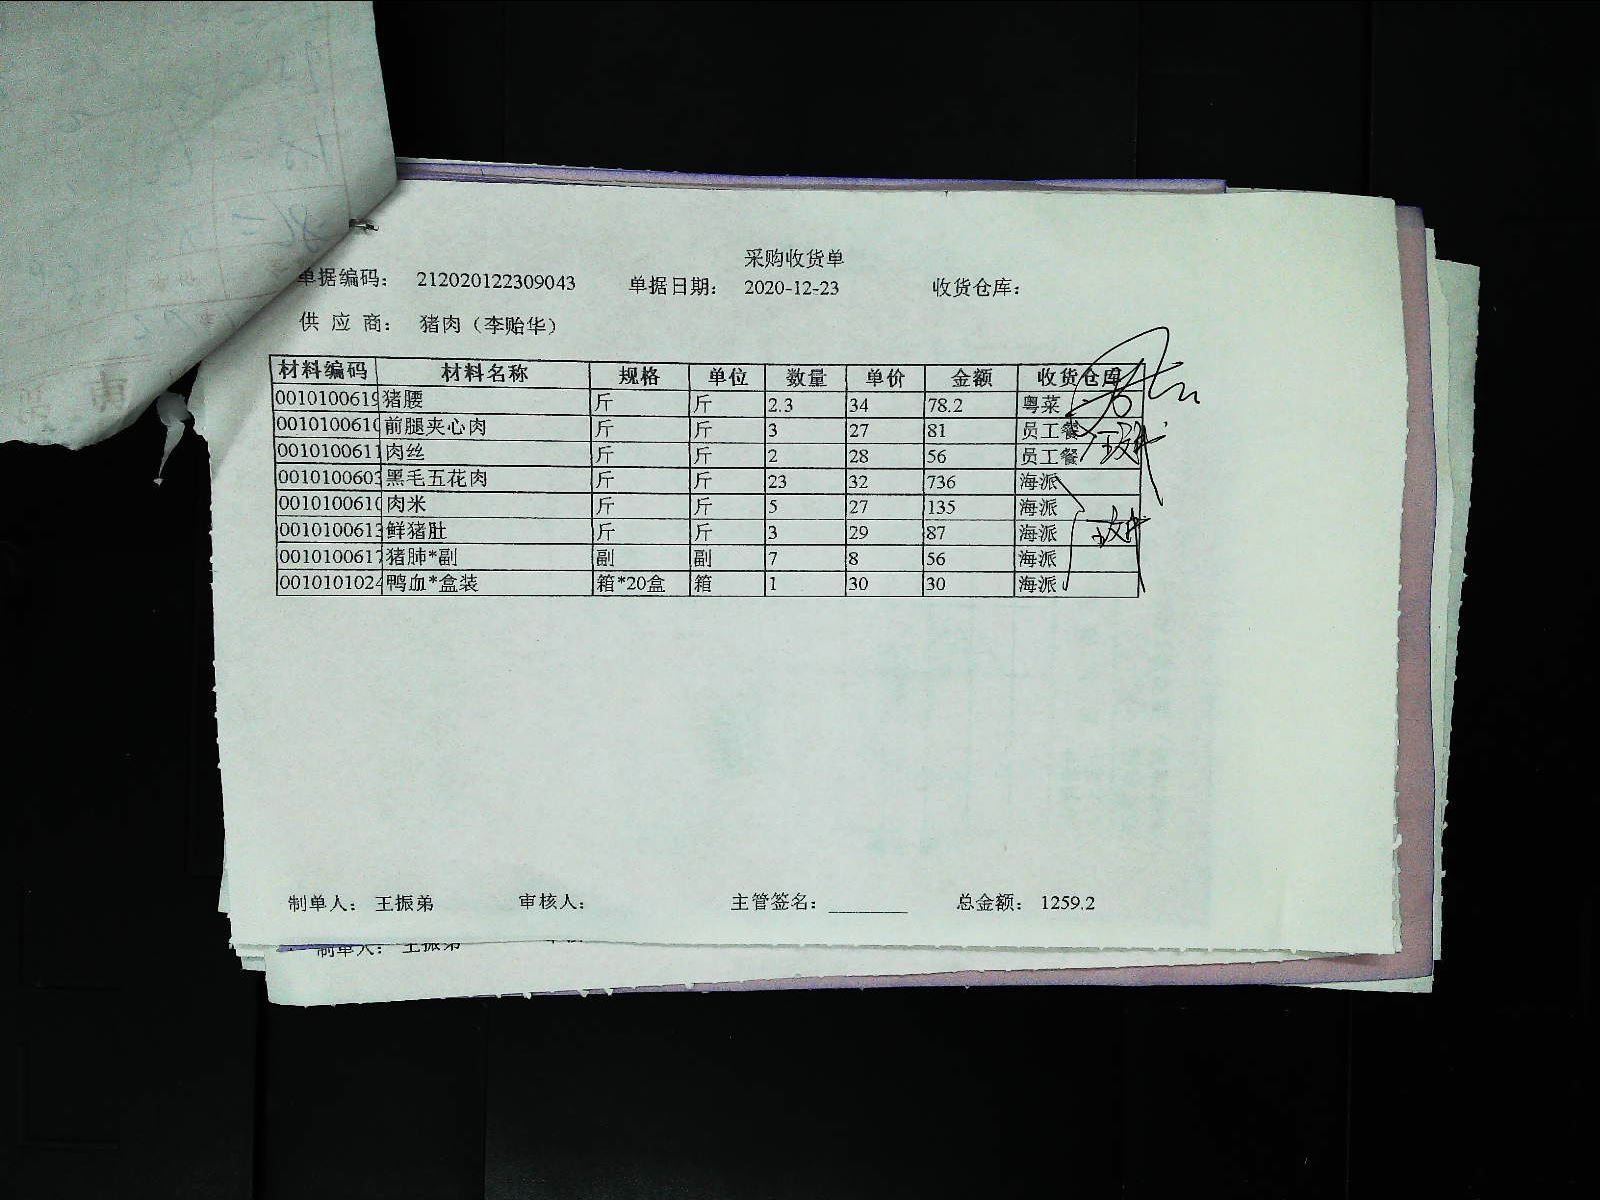 采购收货单
单据编码： 212020122309043 单据日期： 2020-12-23 收货仓库：
供 应 商： 猪肉（李贻华）
材料编码 材料名称 规格 单位 数量 单价 金额 收货仓库
0010100619 猪腰 斤 斤 2.3 34 78.2 粤菜
0010100610 前腿夹心肉 斤 斤 3 27 81 员工餐
0010100611 肉丝 斤 斤 2 28 56 员工餐
0010100603 黑毛五花肉 斤 斤 23 32 736 海派
0010100610 肉米 斤 斤 5 27 135 海派
0010100613 鲜猪肚 斤 斤 3 29 87 海派
0010100617 猪肺*副 副 副 7 8 56 海派
0010101024 鸭血*盒装 箱*20盒 箱 1 30 30 海派
制单人： 王振弟 审核人： 主管签名： 总金额： 1259.2
制单人： 王振弟